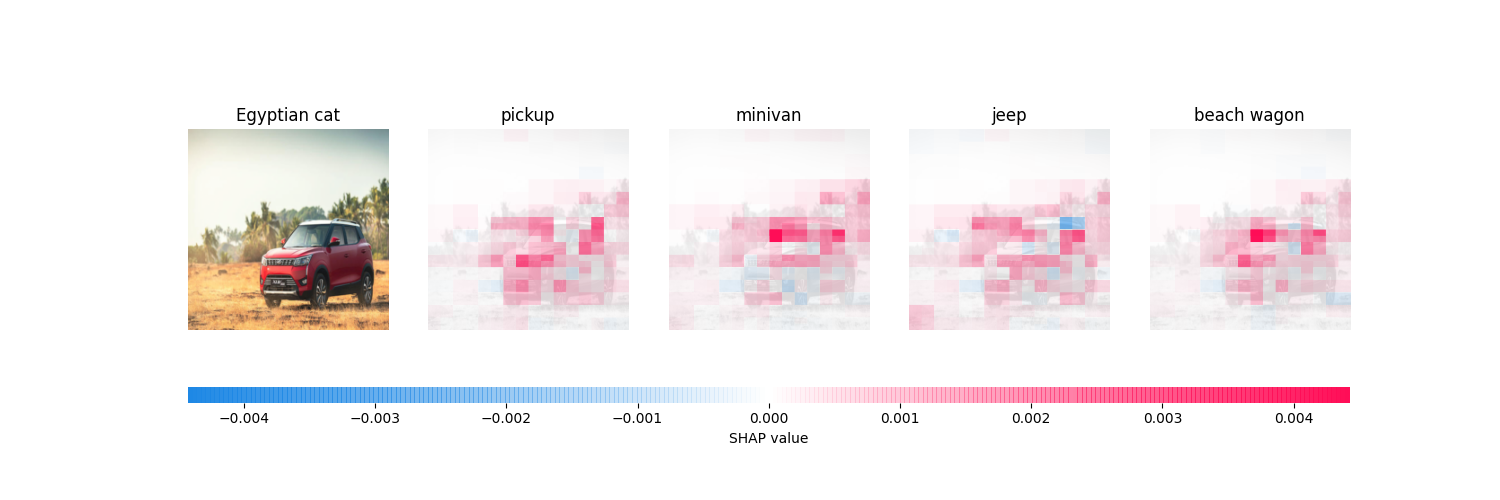 Egyptian cat pickup minivan jeep beach wagon
−0.004 −0.003 −0.002 −0.001 0.000 0.001 0.002 0.003 0.004
SHAP value